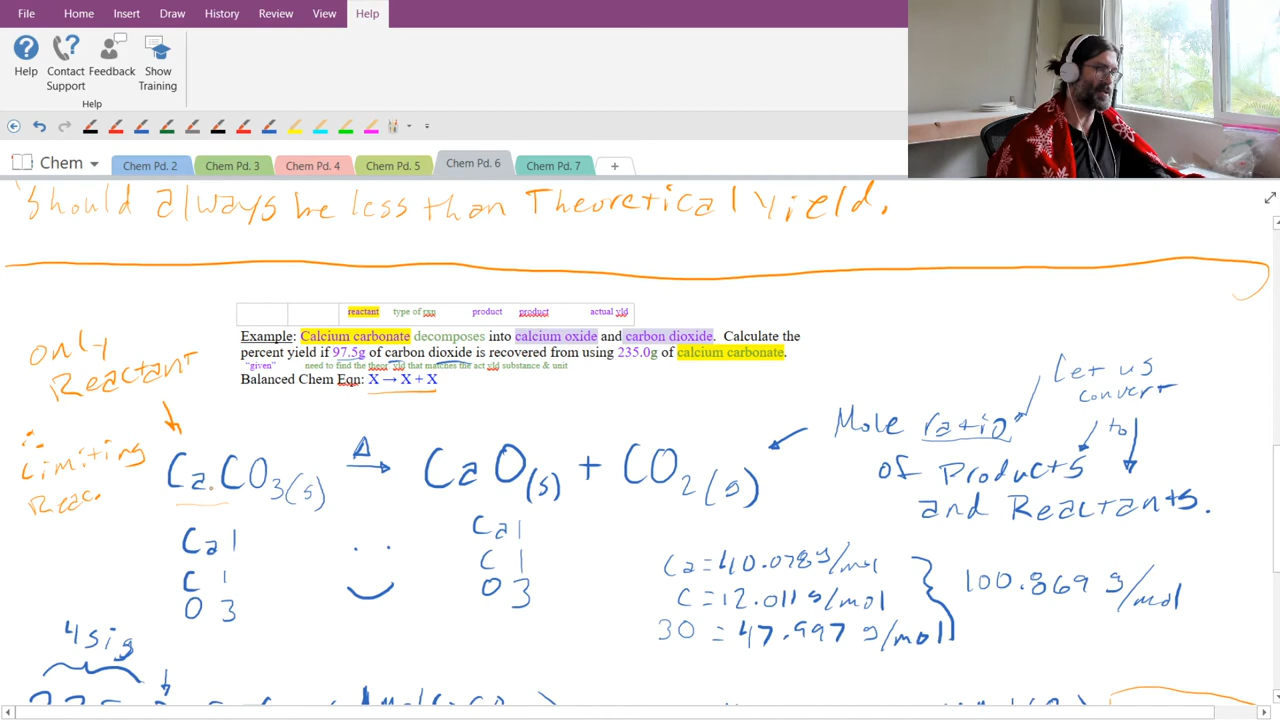 File Home Insert Draw History Review View Help
Help Contact Support Feedback Show Training
Help
Chem Chem Pd. 2 Chem Pd. 3 Chem Pd. 4 Chem Pd. 5 Chem Pd. 6 Chem Pd. 7 +
Should always be less than Theoretical Yield.
reactant type of rxn product product actual yld
Example: Calcium carbonate decomposes into calcium oxide and carbon dioxide. Calculate the
percent yield if 97.5g of carbon dioxide is recovered from using 235.0g of calcium carbonate.
"given" need to find the theor yld that matches the act yld substance & unit
Balanced Chem Eqn: X → X + X
only
Reactant
∴
Limiting
Reac.
Let us
convert
to
Mole ratio
of Products
and Reactants.
CaCO3(s) Δ→ CaO(s) + CO2(g)
Ca 1 Ca 1
C 1 C 1
O 3 O 3
Ca = 40.078 g/mol
C = 12.011 g/mol
3O = 47.997 g/mol
100.869 g/mol
4 sig